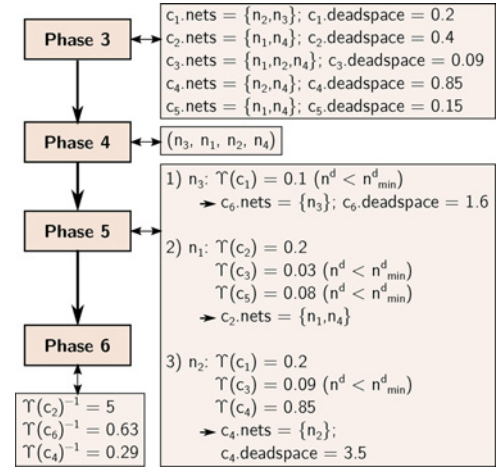 Phase 3
c₁.nets = {n₂,n₃}; c₁.deadspace = 0.2
c₂.nets = {n₁,n₄}; c₂.deadspace = 0.4
c₃.nets = {n₁,n₂,n₄}; c₃.deadspace = 0.09
c₄.nets = {n₂,n₄}; c₄.deadspace = 0.85
c₅.nets = {n₁,n₄}; c₅.deadspace = 0.15
Phase 4
(n₃, n₁, n₂, n₄)
Phase 5
1) n₃: ϒ(c₁) = 0.1 (nᵈ < nᵈₘᵢₙ)
→ c₆.nets = {n₃}; c₆.deadspace = 1.6
2) n₁: ϒ(c₂) = 0.2
ϒ(c₃) = 0.03 (nᵈ < nᵈₘᵢₙ)
ϒ(c₅) = 0.08 (nᵈ < nᵈₘᵢₙ)
→ c₂.nets = {n₁,n₄}
3) n₂: ϒ(c₁) = 0.2
ϒ(c₃) = 0.09 (nᵈ < nᵈₘᵢₙ)
ϒ(c₄) = 0.85
→ c₄.nets = {n₂};
c₄.deadspace = 3.5
Phase 6
ϒ(c₂)⁻¹ = 5
ϒ(c₆)⁻¹ = 0.63
ϒ(c₄)⁻¹ = 0.29